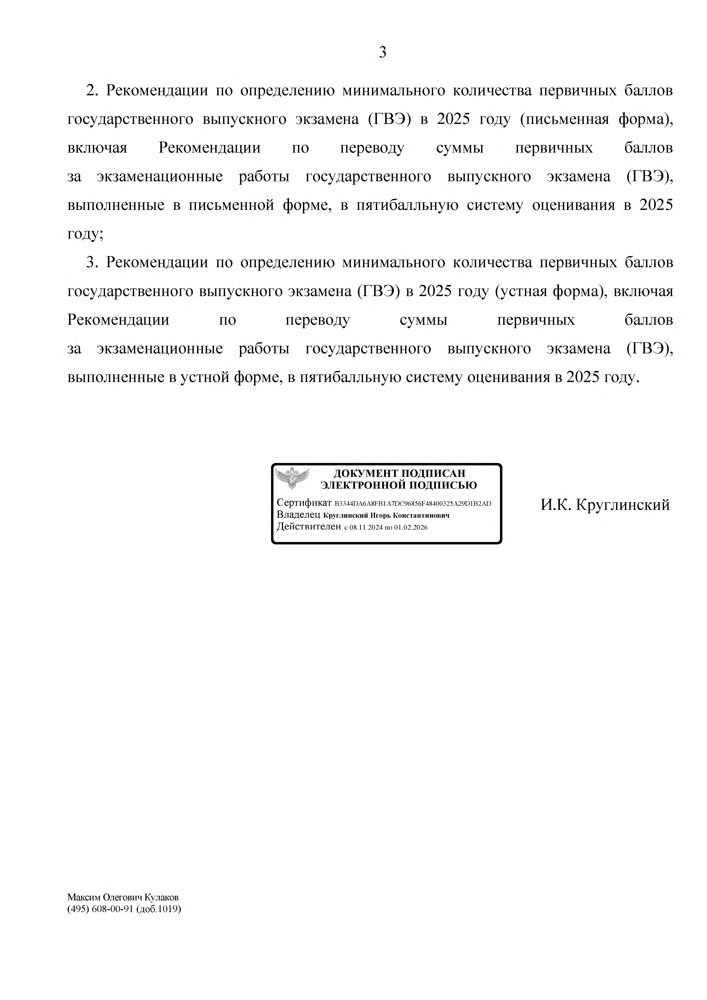 3
2. Рекомендации по определению минимального количества первичных баллов
государственного выпускного экзамена (ГВЭ) в 2025 году (письменная форма),
включая Рекомендации по переводу суммы первичных баллов
за экзаменационные работы государственного выпускного экзамена (ГВЭ),
выполненные в письменной форме, в пятибалльную систему оценивания в 2025
году;
3. Рекомендации по определению минимального количества первичных баллов
государственного выпускного экзамена (ГВЭ) в 2025 году (устная форма), включая
Рекомендации по переводу суммы первичных баллов
за экзаменационные работы государственного выпускного экзамена (ГВЭ),
выполненные в устной форме, в пятибалльную систему оценивания в 2025 году.
ДОКУМЕНТ ПОДПИСАН
ЭЛЕКТРОННОЙ ПОДПИСЬЮ
Сертификат B3344DA6A8FB1A7DC96856F48400325A29D1B2AD
Владелец Круглинский Игорь Константинович
Действителен с 08.11.2024 по 01.02.2026
И.К. Круглинский
Максим Олегович Кулаков
(495) 608-00-91 (доб.1019)